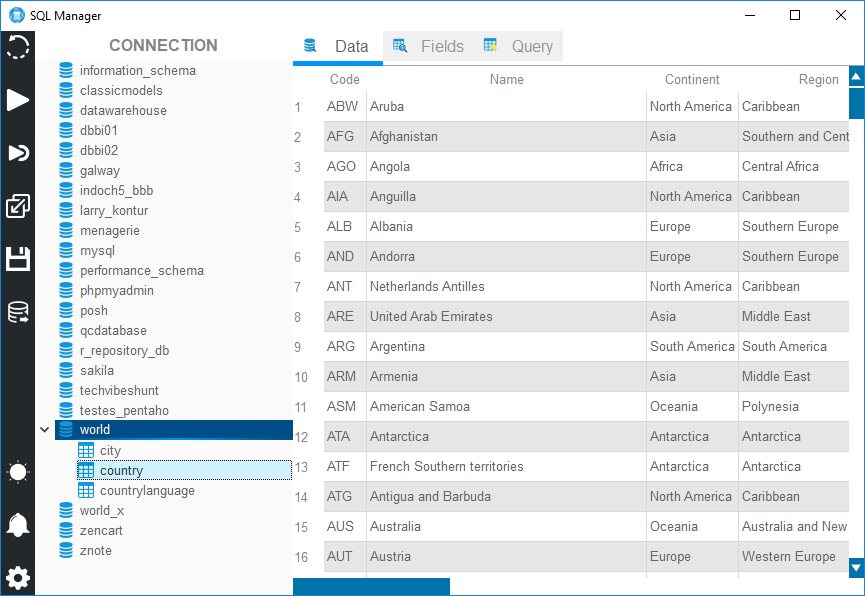 SQL Manager
CONNECTION
information_schema
classicmodels
datawarehouse
dbbi01
dbbi02
galway
indoch5_bbb
larry_kontur
menagerie
mysql
performance_schema
phpmyadmin
posh
qcdatabase
r_repository_db
sakila
techvibeshunt
testes_pentaho
world
city
country
countrylanguage
world_x
zencart
znote
Data Fields Query
Code Name Continent Region
1 ABW Aruba North America Caribbean
2 AFG Afghanistan Asia Southern and Cent
3 AGO Angola Africa Central Africa
4 AIA Anguilla North America Caribbean
5 ALB Albania Europe Southern Europe
6 AND Andorra Europe Southern Europe
7 ANT Netherlands Antilles North America Caribbean
8 ARE United Arab Emirates Asia Middle East
9 ARG Argentina South America South America
10 ARM Armenia Asia Middle East
11 ASM American Samoa Oceania Polynesia
12 ATA Antarctica Antarctica Antarctica
13 ATF French Southern territories Antarctica Antarctica
14 ATG Antigua and Barbuda North America Caribbean
15 AUS Australia Oceania Australia and New
16 AUT Austria Europe Western Europe